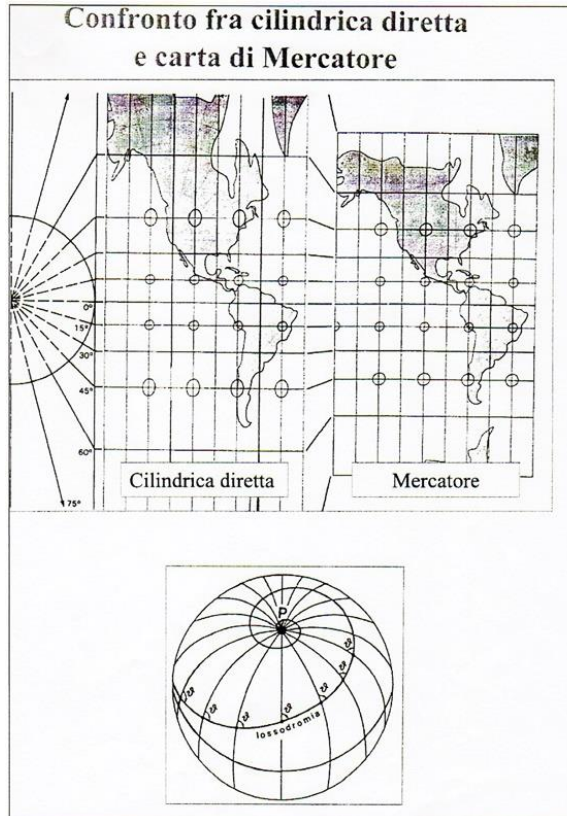 Confronto fra cilindrica diretta
e carta di Mercatore
0°
15°
30°
45°
60°
75°
Cilindrica diretta
Mercatore
P
lossodromia